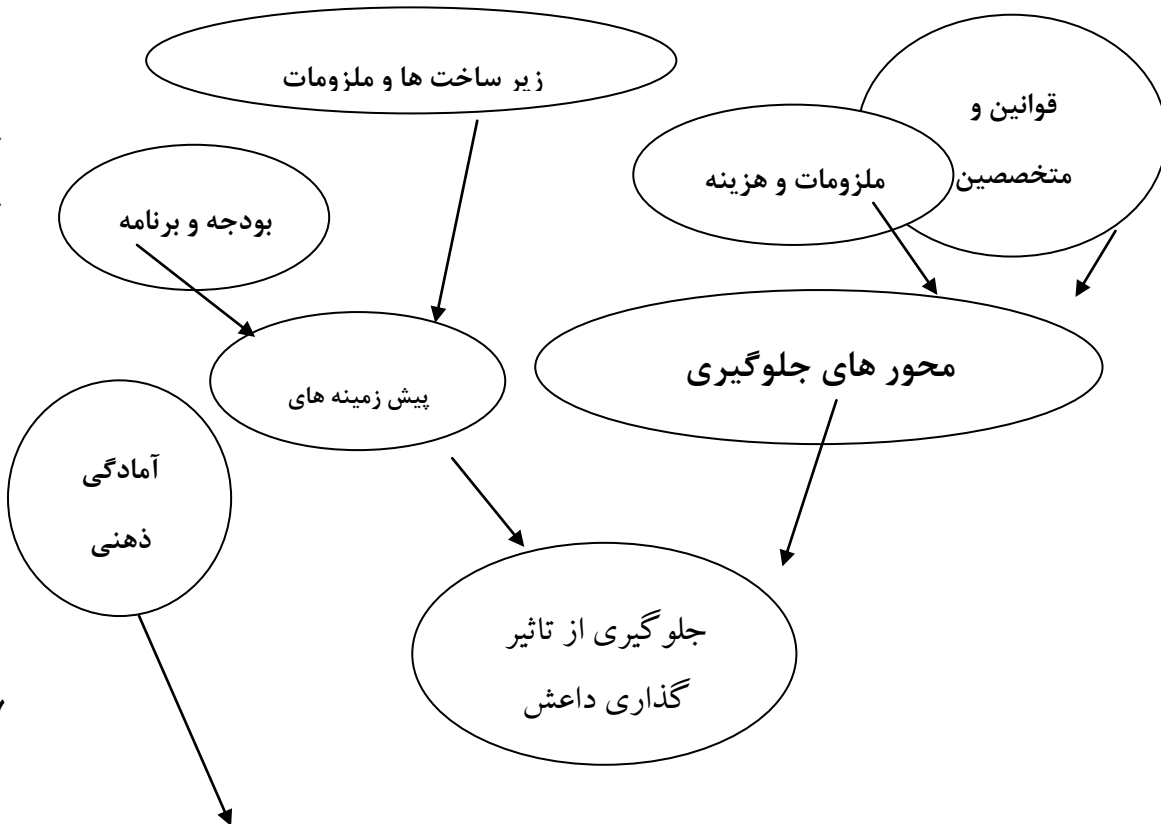 زیر ساخت ها و ملزومات
قوانین و
متخصصین
ملزومات و هزینه
بودجه و برنامه
محور های جلوگیری
پیش زمینه های
آمادگی
ذهنی
جلوگیری از تاثیر
گذاری داعش